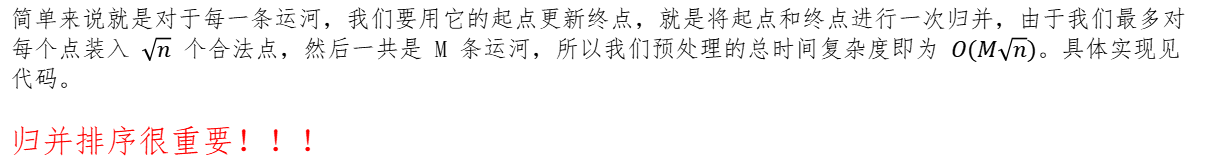 简单来说就是对于每一条运河，我们要用它的起点更新终点，就是将起点和终点进行一次归并，由于我们最多对
每个点装入 √n 个合法点，然后一共是 M 条运河，所以我们预处理的总时间复杂度即为 O(M√n)。具体实现见
代码。
归并排序很重要！！！